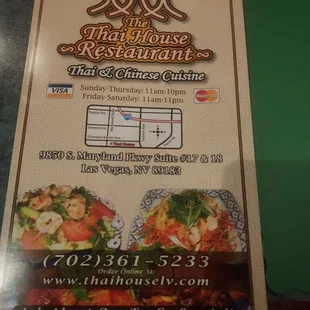 The
Thai House
~ Restaurant ~
Thai & Chinese Cuisine
Sunday-Thursday: 11am-10pm
Friday-Saturday: 11am-11pm
VISA
MasterCard
9850 S. Maryland Pkwy Suite #17 & 18
Las Vegas, NV 89183
(702)361-5233
Order Online At:
www.thaihouselv.com